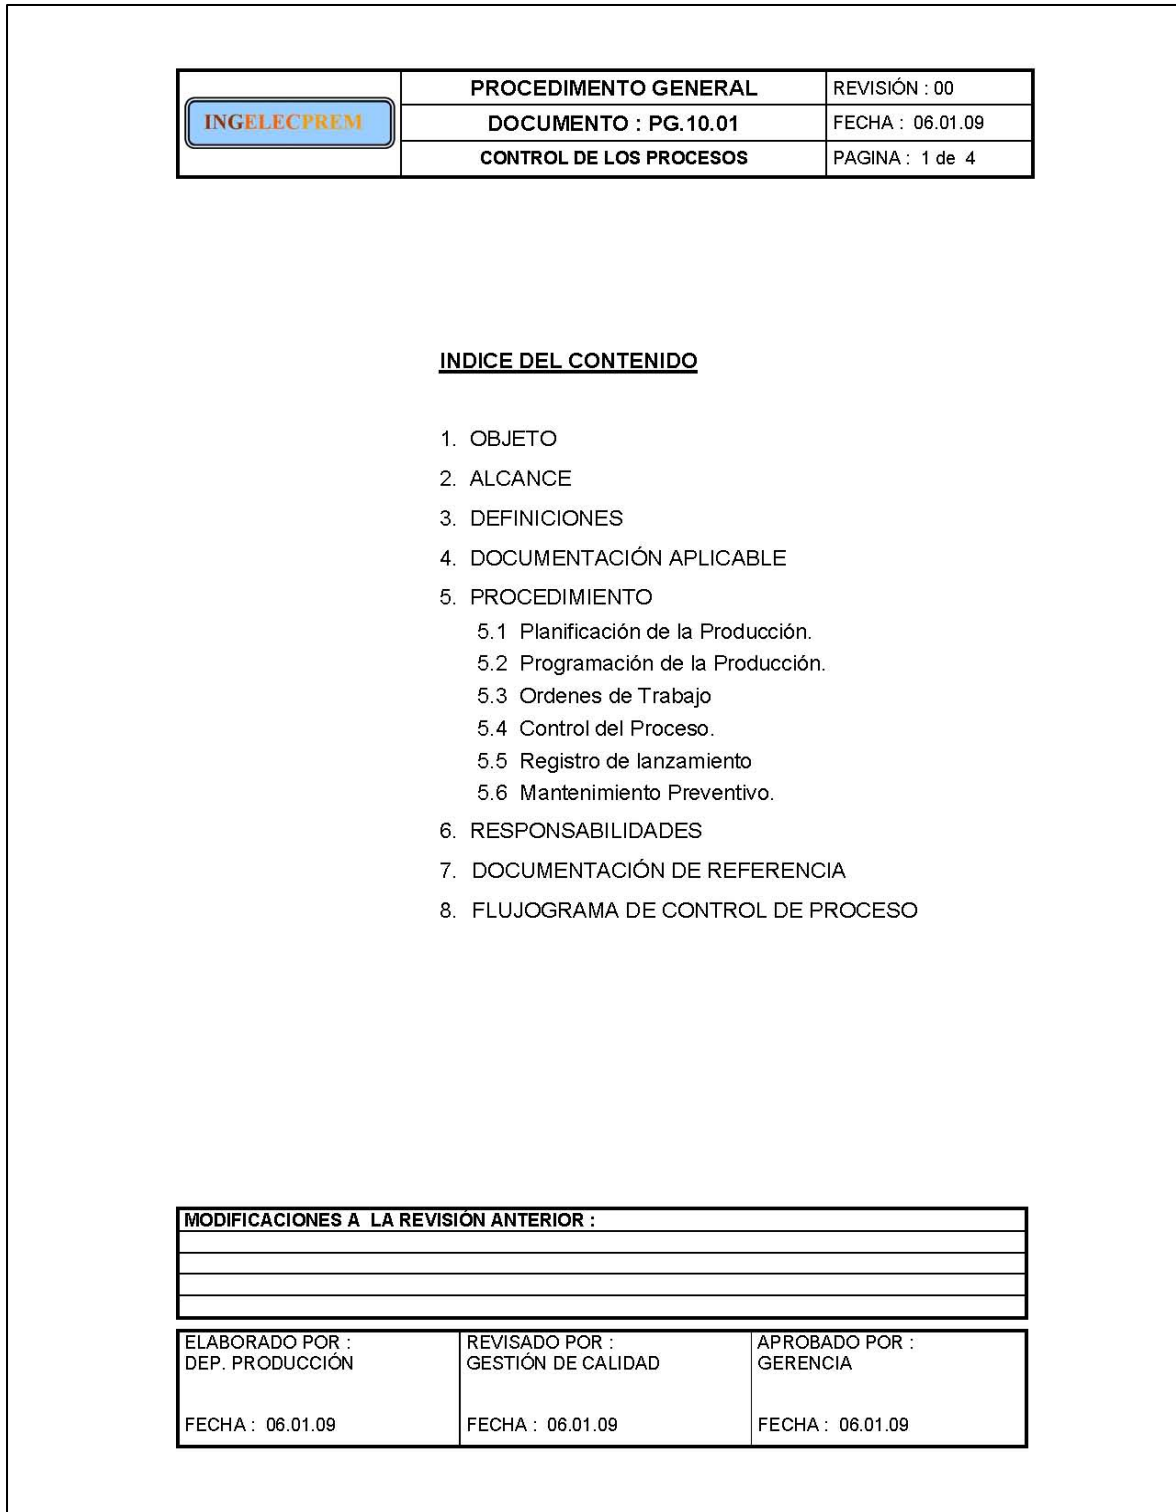 INGELECPREM
PROCEDIMENTO GENERAL
REVISIÓN : 00
DOCUMENTO : PG.10.01
FECHA : 06.01.09
CONTROL DE LOS PROCESOS
PAGINA : 1 de 4
INDICE DEL CONTENIDO
1. OBJETO
2. ALCANCE
3. DEFINICIONES
4. DOCUMENTACIÓN APLICABLE
5. PROCEDIMIENTO
5.1 Planificación de la Producción.
5.2 Programación de la Producción.
5.3 Ordenes de Trabajo
5.4 Control del Proceso.
5.5 Registro de lanzamiento
5.6 Mantenimiento Preventivo.
6. RESPONSABILIDADES
7. DOCUMENTACIÓN DE REFERENCIA
8. FLUJOGRAMA DE CONTROL DE PROCESO
MODIFICACIONES A LA REVISIÓN ANTERIOR :
ELABORADO POR :
DEP. PRODUCCIÓN
FECHA : 06.01.09
REVISADO POR :
GESTIÓN DE CALIDAD
FECHA : 06.01.09
APROBADO POR :
GERENCIA
FECHA : 06.01.09